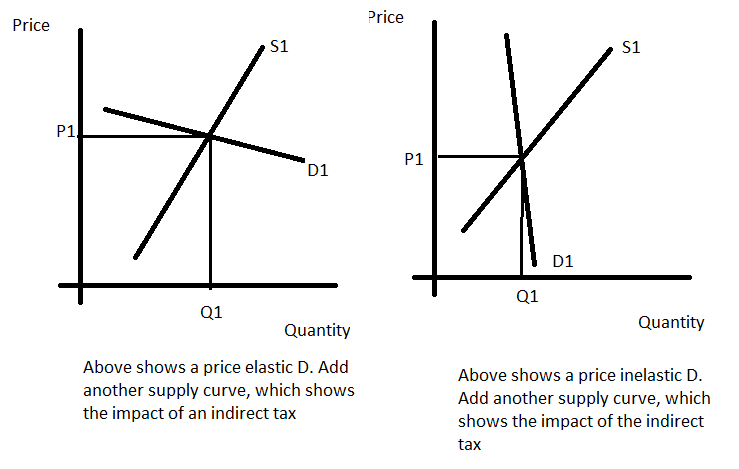 Price
S1
P1
D1
Q1
Quantity
Above shows a price elastic D. Add
another supply curve, which shows
the impact of an indirect tax
Price
S1
P1
D1
Q1
Quantity
Above shows a price inelastic D.
Add another supply curve, which
shows the impact of the indirect
tax